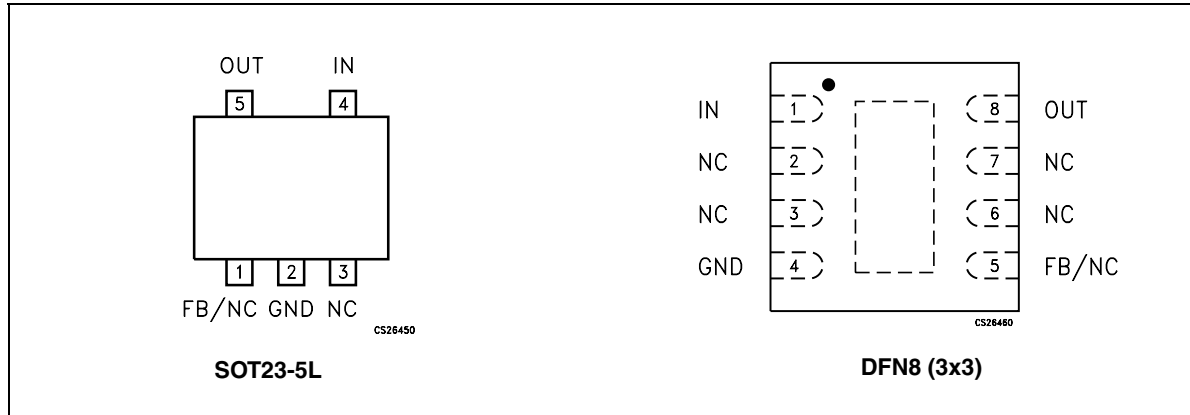 OUT IN
5 4
1 2 3
FB/NC GND NC
CS26450
SOT23-5L
IN 1 8 OUT
NC 2 7 NC
NC 3 6 NC
GND 4 5 FB/NC
CS26460
DFN8 (3x3)